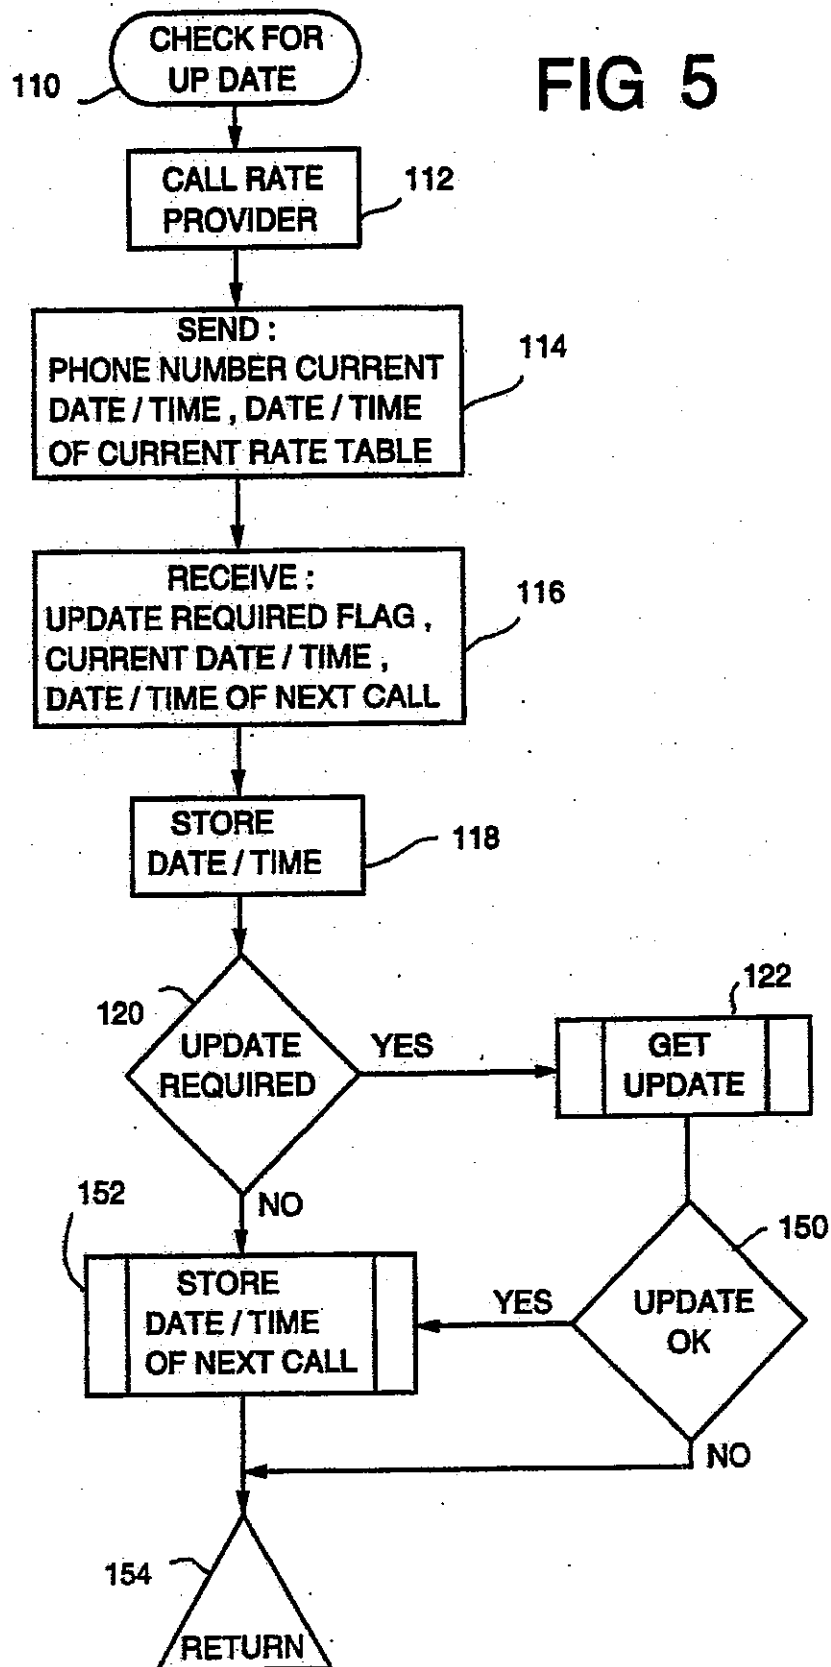 CHECK FOR
UP DATE
110
FIG 5
CALL RATE
PROVIDER
112
SEND :
PHONE NUMBER CURRENT
DATE / TIME , DATE / TIME
OF CURRENT RATE TABLE
114
RECEIVE :
UPDATE REQUIRED FLAG ,
CURRENT DATE / TIME ,
DATE / TIME OF NEXT CALL
116
STORE
DATE / TIME
118
120
UPDATE
REQUIRED
YES
122
GET
UPDATE
NO
152
STORE
DATE / TIME
OF NEXT CALL
YES
150
UPDATE
OK
NO
154
RETURN